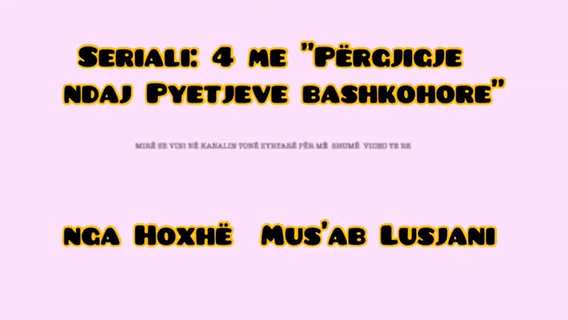 Seriali: 4 me "Përgjigje
ndaj Pyetjeve bashkohore"
MIRË SE VINI NË KANALIN TONË ZYRTARË PËR MË SHUMË VIDEO TE RE
nga Hoxhë Mus'ab Lusjani